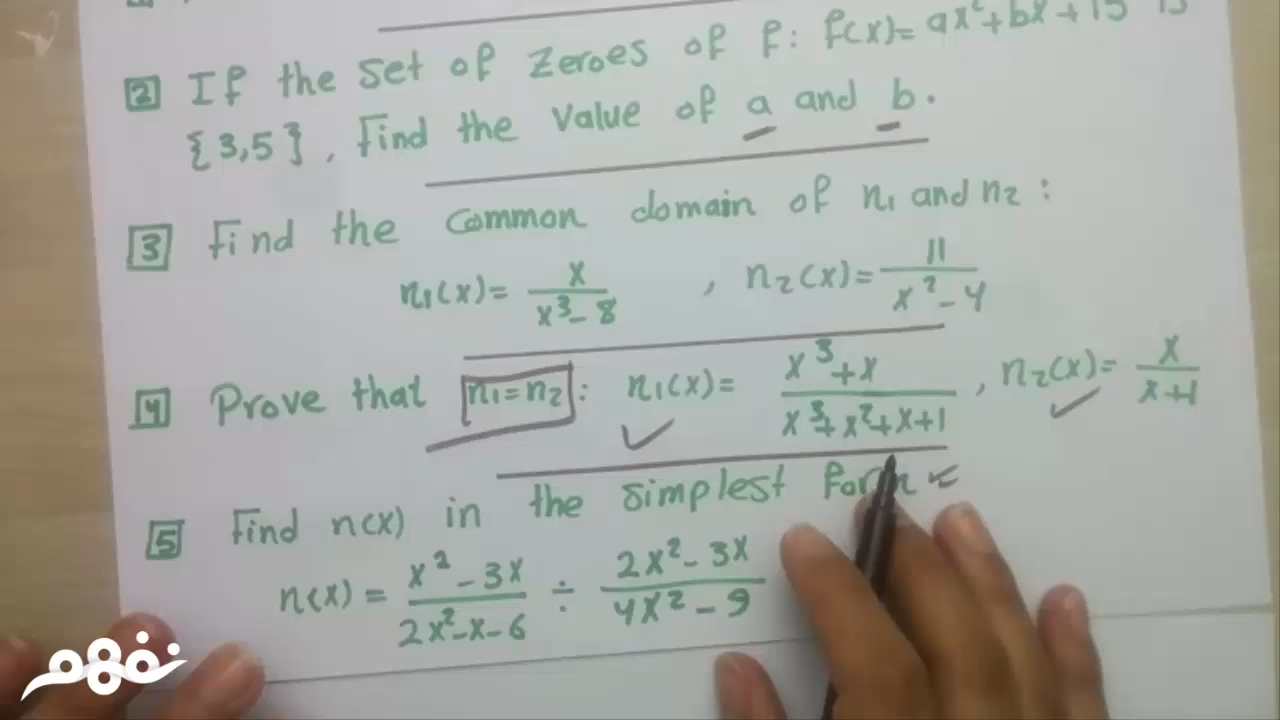 2 If the set of zeroes of f: f(x)= ax²+bx+15 is
{3,5}, Find the value of a and b.
3 Find the common domain of n₁ and n₂:
n₁(x)= x/(x³-8) , n₂(x)= 11/(x²-4)
4 Prove that n₁=n₂: n₁(x)= (x³+x)/(x³+x²+x+1) , n₂(x)= x/(x+1)
5 Find n(x) in the simplest form
n(x) = (x²-3x)/(2x²-x-6) ÷ (2x²-3x)/(4x²-9)
نفهم